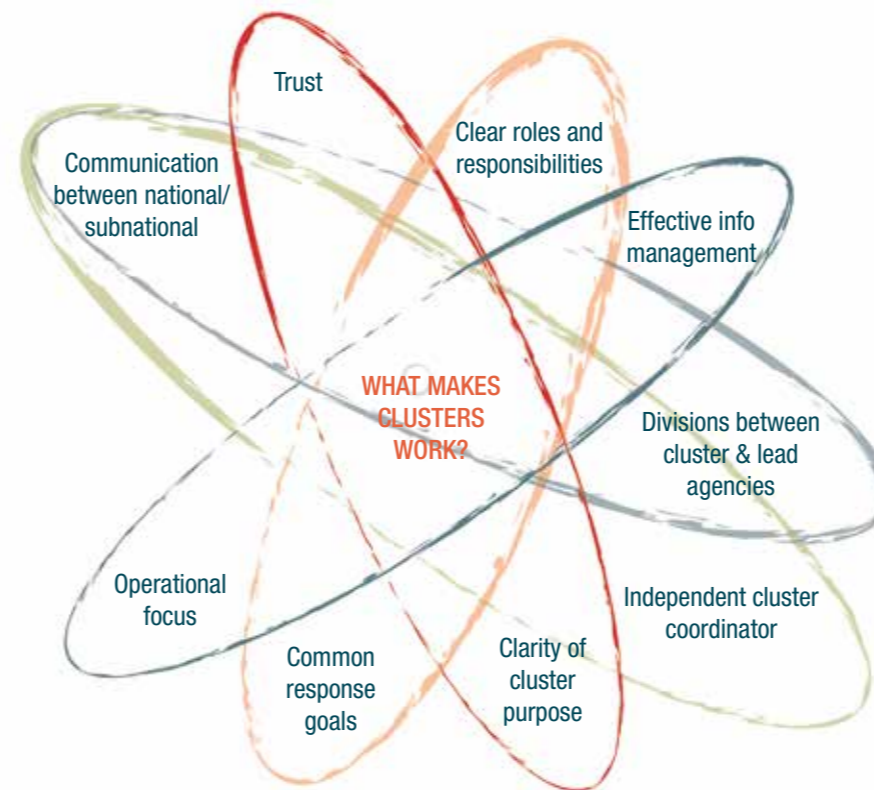 Trust
Clear roles and
responsibilities
Communication
between national/
subnational
Effective info
management
WHAT MAKES
CLUSTERS
WORK?
Divisions between
cluster & lead
agencies
Operational
focus
Independent cluster
coordinator
Common
response
goals
Clarity of
cluster
purpose